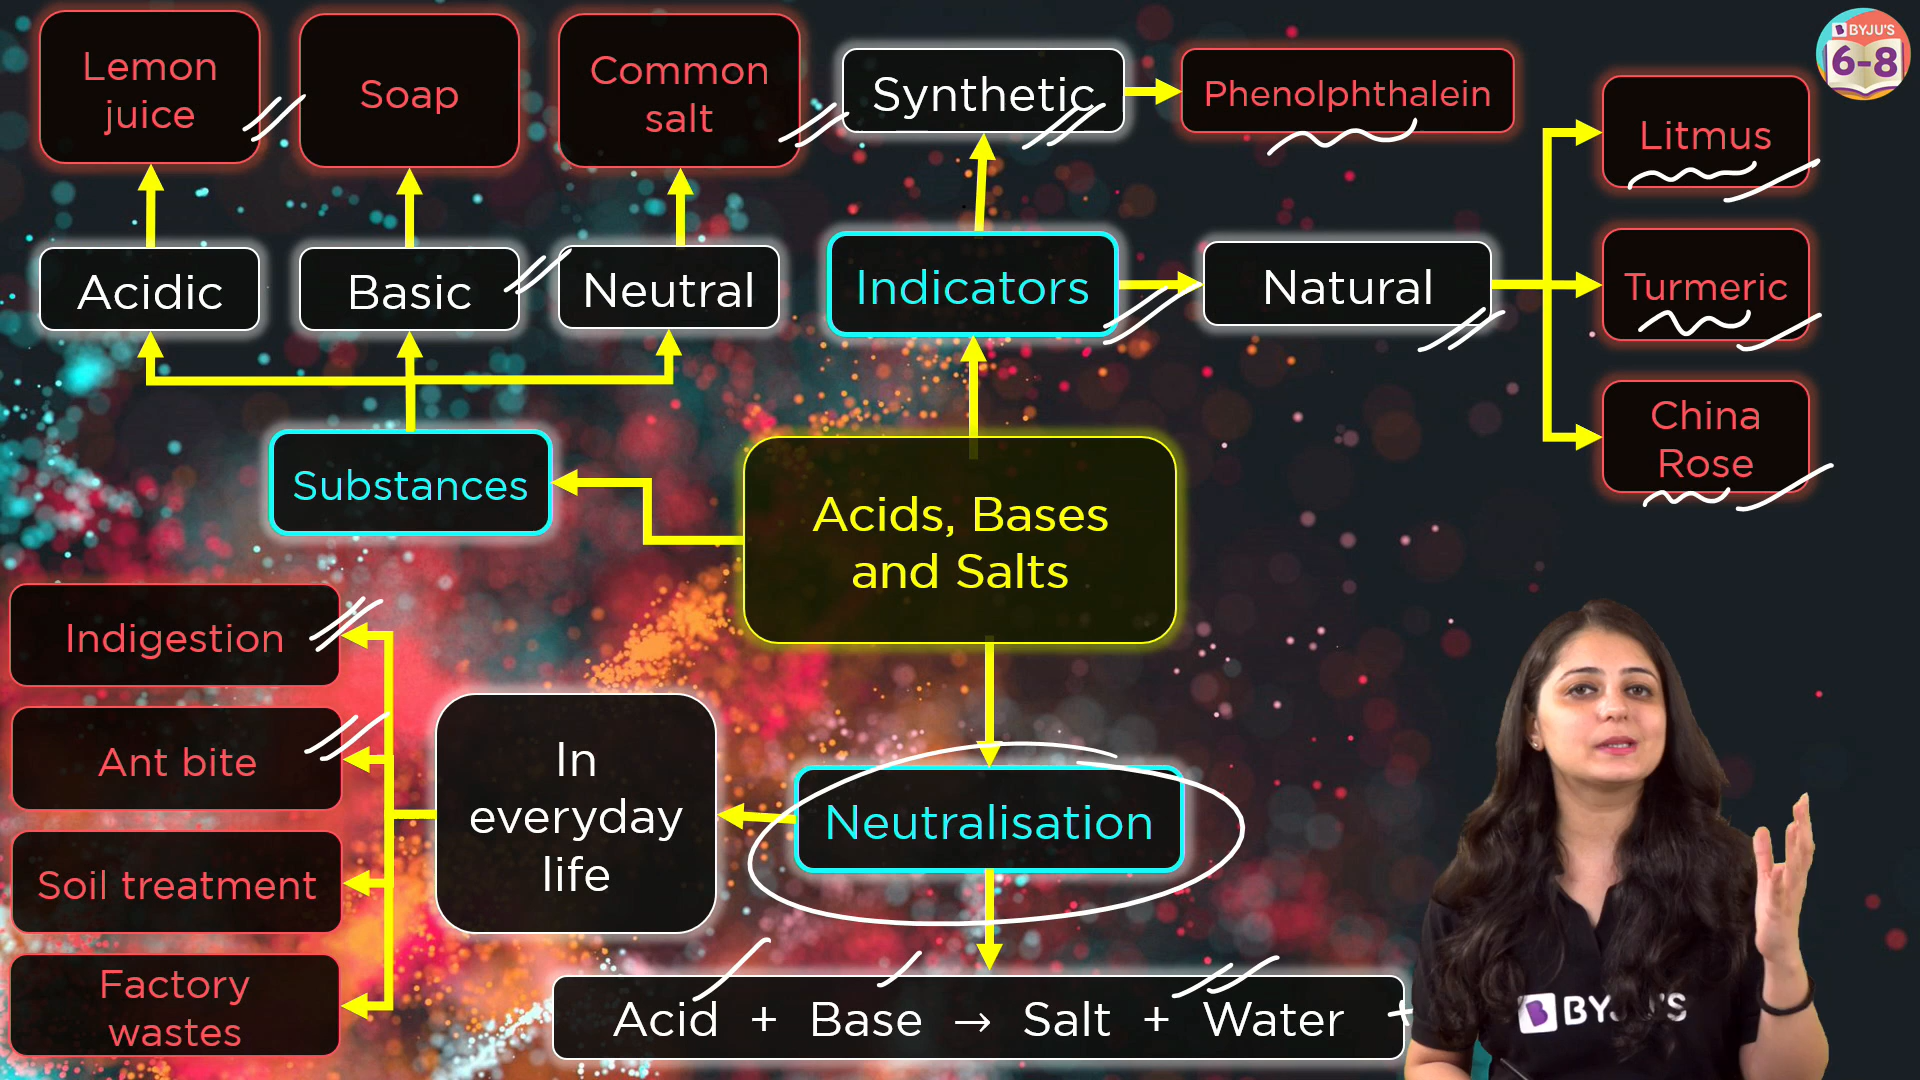 Lemon
juice
Soap
Common
salt
Synthetic
Phenolphthalein
BYJU'S
6-8
Litmus
Acidic
Basic
Neutral
Indicators
Natural
Turmeric
China
Rose
Substances
Acids, Bases
and Salts
Indigestion
Ant bite
Soil treatment
Factory
wastes
In
everyday
life
Neutralisation
Acid + Base → Salt + Water +
BYJU'S